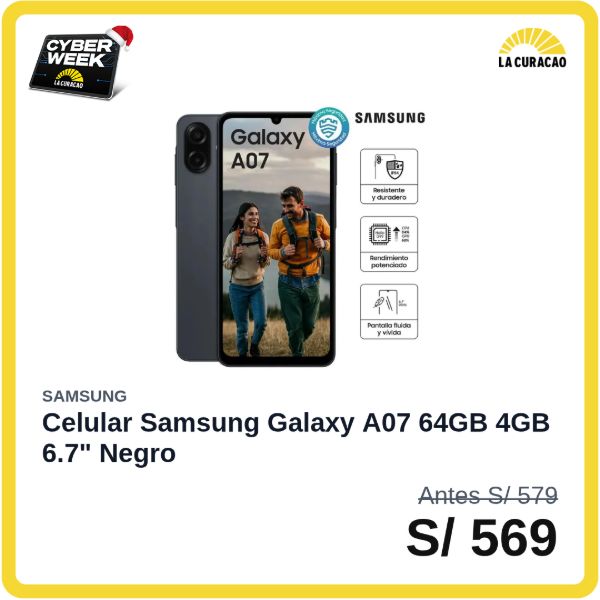 CYBER
WEEK
LA CURACAO
LA CURACAO
Galaxy
A07
SAMSUNG
IP54
Resistente
y duradero
Rendimiento
potenciado
Pantalla fluida
y vívida
SAMSUNG
Celular Samsung Galaxy A07 64GB 4GB
6.7" Negro
Antes S/ 579
S/ 569